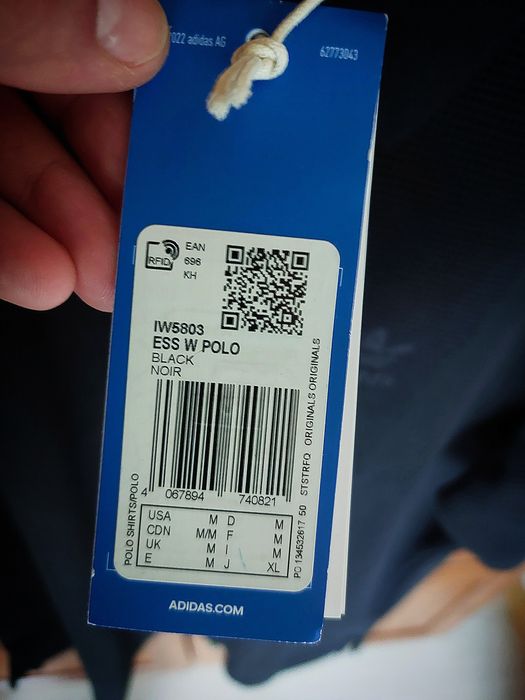 2022 adidas AG
62773043
RFID
EAN
696
KH
IW5803
ESS W POLO
BLACK
NOIR
4 067894 740821
USA M D M
CDN M/M F M
UK M I M
E M J XL
POLO SHIRTS/POLO
PO 134532617 50 STSTRFO ORIGINALS ORIGINALS
ADIDAS.COM